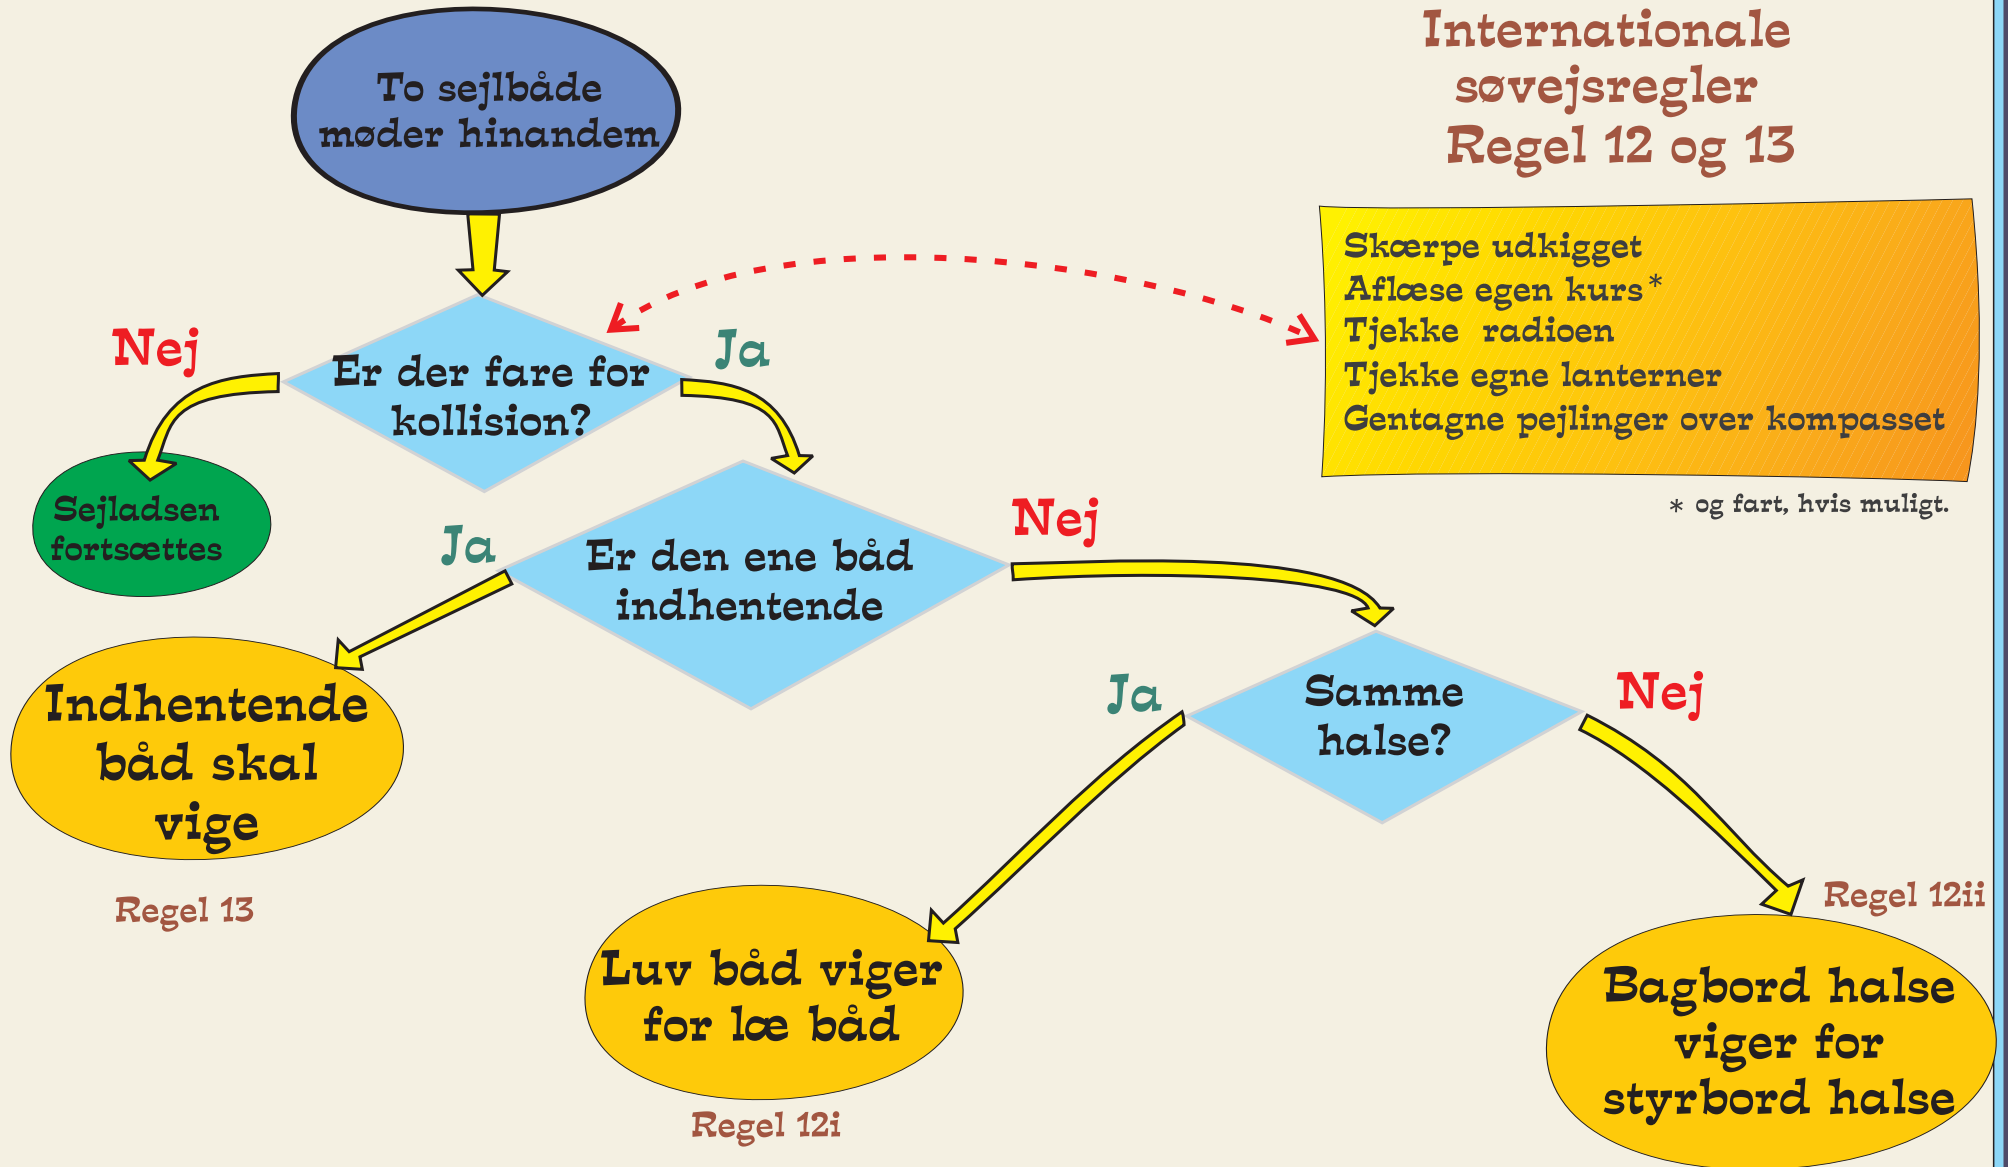 Internationale
søvejsregler
Regel 12 og 13
To sejlbåde
møder hinandem
Skærpe udkigget
Aflæse egen kurs*
Tjekke radioen
Tjekke egne lanterner
Gentagne pejlinger over kompasset
* og fart, hvis muligt.
Nej
Ja
Er der fare for
kollision?
Sejladsen
fortsættes
Ja
Nej
Er den ene båd
indhentende
Indhentende
båd skal
vige
Regel 13
Ja
Nej
Samme
halse?
Luv båd viger
for læ båd
Regel 12i
Regel 12ii
Bagbord halse
viger for
styrbord halse